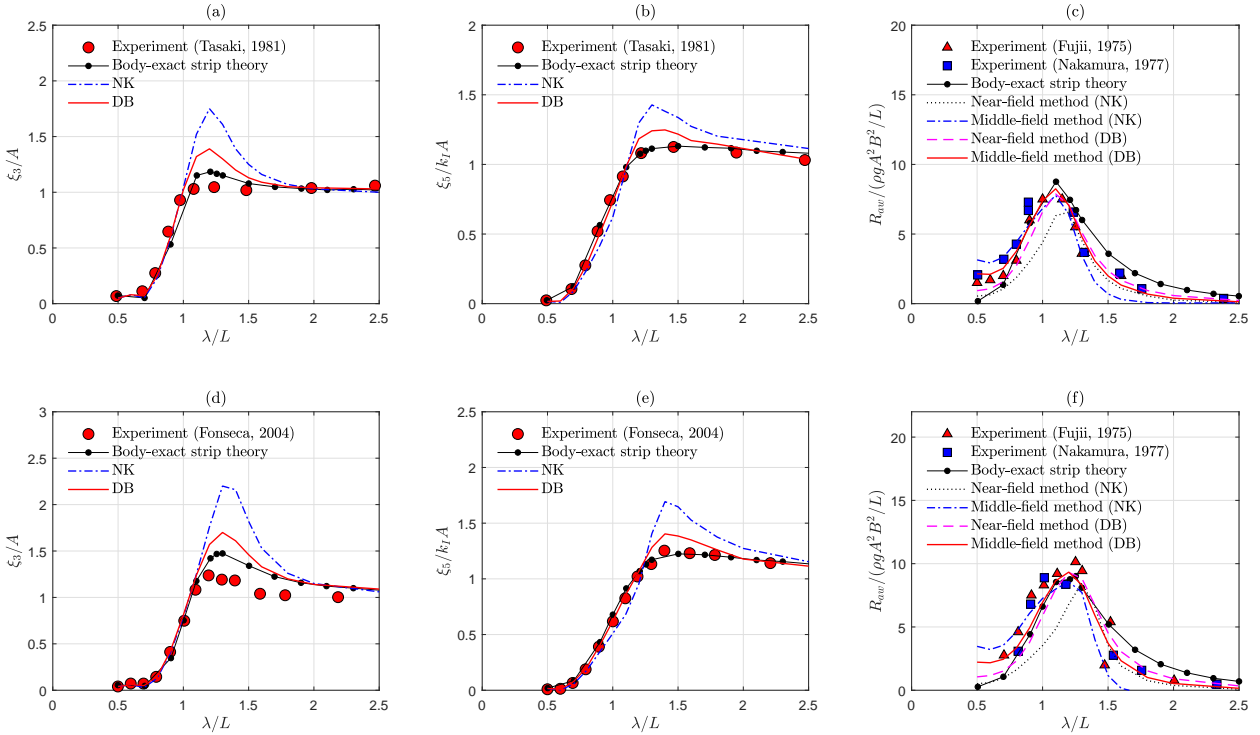 (a)
2.5
2
1.5
1
0.5
0
ξ3/A
Experiment (Tasaki, 1981)
Body-exact strip theory
NK
DB
0 0.5 1 1.5 2 2.5
λ/L
(b)
2
1.5
1
0.5
0
ξ5/kIA
Experiment (Tasaki, 1981)
Body-exact strip theory
NK
DB
0 0.5 1 1.5 2 2.5
λ/L
(c)
20
15
10
5
0
Raw/(ρgA²B²/L)
Experiment (Fujii, 1975)
Experiment (Nakamura, 1977)
Body-exact strip theory
Near-field method (NK)
Middle-field method (NK)
Near-field method (DB)
Middle-field method (DB)
0 0.5 1 1.5 2 2.5
λ/L
(d)
3
2.5
2
1.5
1
0.5
0
ξ3/A
Experiment (Fonseca, 2004)
Body-exact strip theory
NK
DB
0 0.5 1 1.5 2 2.5
λ/L
(e)
2.5
2
1.5
1
0.5
0
ξ5/kIA
Experiment (Fonseca, 2004)
Body-exact strip theory
NK
DB
0 0.5 1 1.5 2 2.5
λ/L
(f)
20
15
10
5
0
Raw/(ρgA²B²/L)
Experiment (Fujii, 1975)
Experiment (Nakamura, 1977)
Body-exact strip theory
Near-field method (NK)
Middle-field method (NK)
Near-field method (DB)
Middle-field method (DB)
0 0.5 1 1.5 2 2.5
λ/L